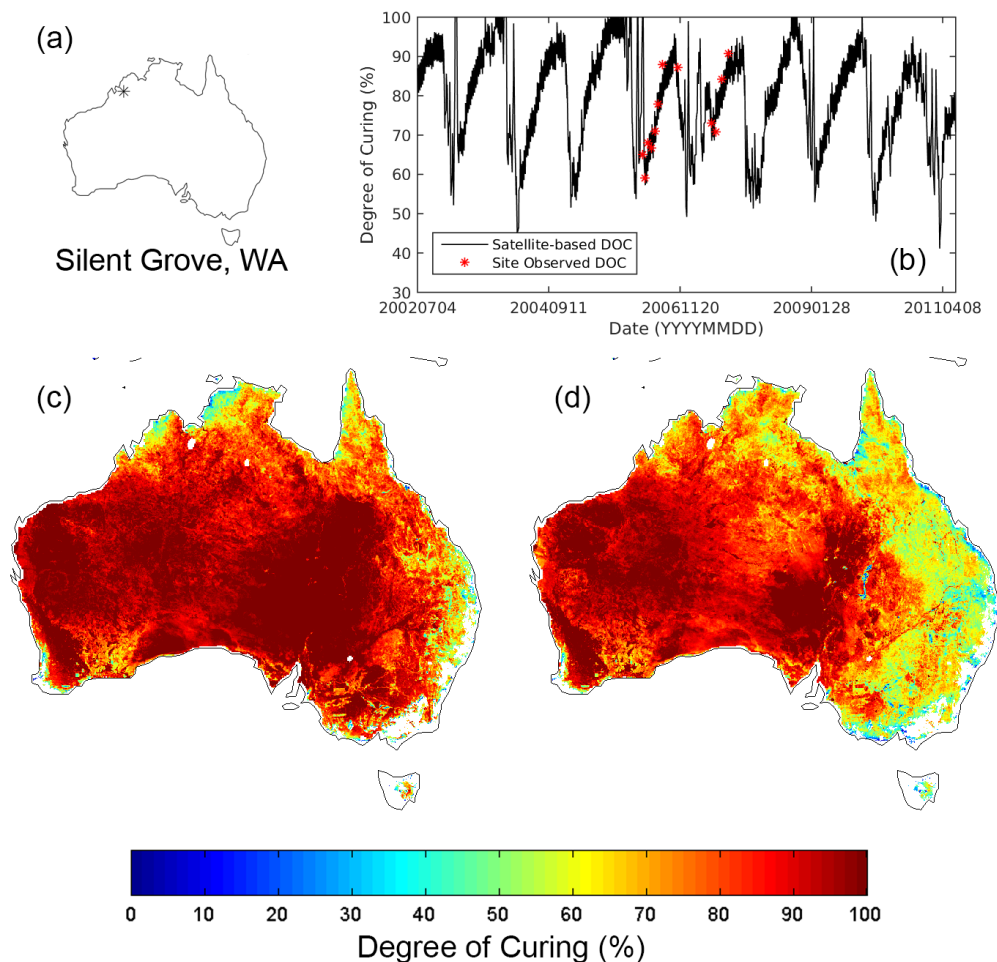 (a)
Silent Grove, WA
100
90
80
70
60
50
40
30
Degree of Curing (%)
Satellite-based DOC
Site Observed DOC
(b)
20020704 20040911 20061120 20090128 20110408
Date (YYYYMMDD)
(c)
(d)
0 10 20 30 40 50 60 70 80 90 100
Degree of Curing (%)